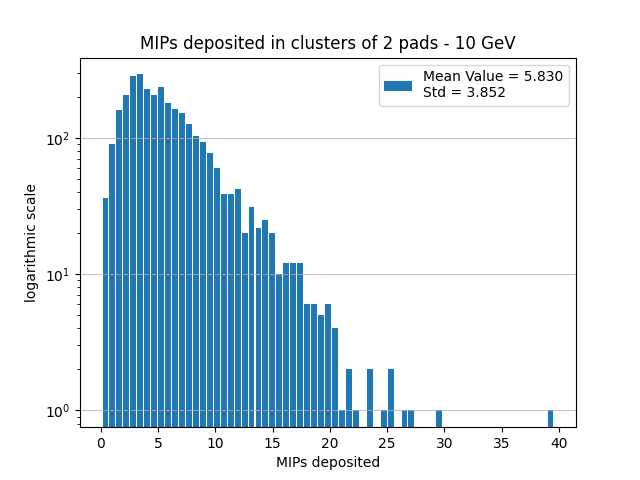 MIPs deposited in clusters of 2 pads - 10 GeV
Mean Value = 5.830
Std = 3.852
logarithmic scale
10²
10¹
10⁰
0 5 10 15 20 25 30 35 40
MIPs deposited